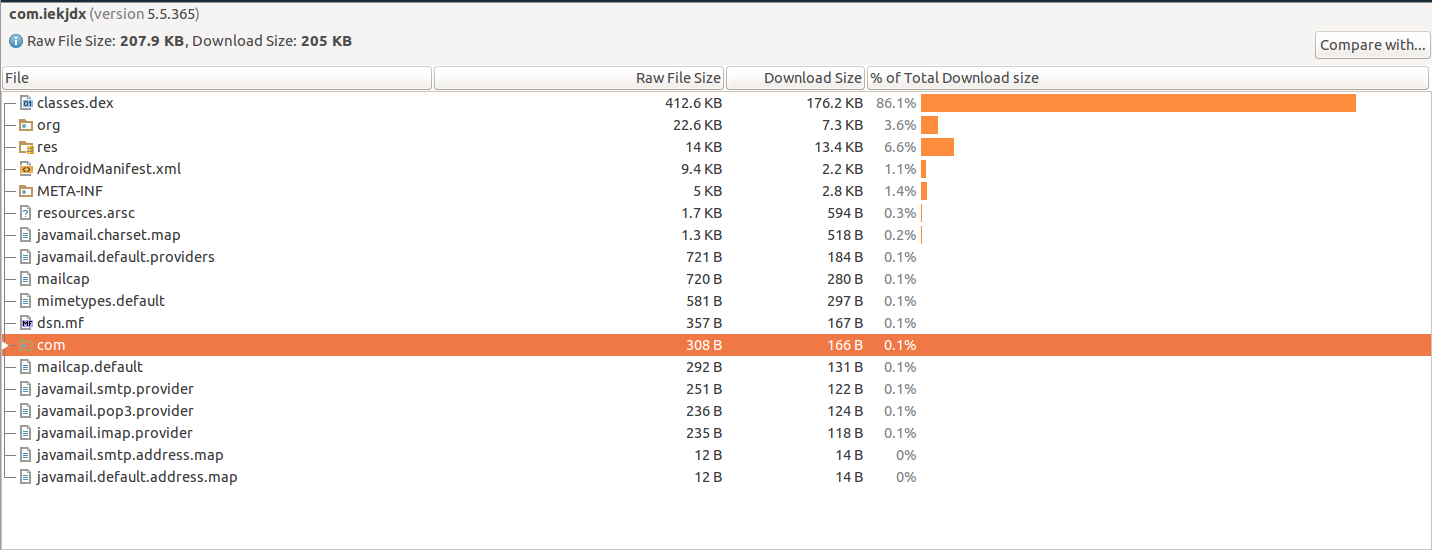 com.iekjdx (version 5.5.365)
Raw File Size: 207.9 KB, Download Size: 205 KB
Compare with...
File Raw File Size Download Size % of Total Download size
classes.dex 412.6 KB 176.2 KB 86.1%
org 22.6 KB 7.3 KB 3.6%
res 14 KB 13.4 KB 6.6%
AndroidManifest.xml 9.4 KB 2.2 KB 1.1%
META-INF 5 KB 2.8 KB 1.4%
resources.arsc 1.7 KB 594 B 0.3%
javamail.charset.map 1.3 KB 518 B 0.2%
javamail.default.providers 721 B 184 B 0.1%
mailcap 720 B 280 B 0.1%
mimetypes.default 581 B 297 B 0.1%
dsn.mf 357 B 167 B 0.1%
com 308 B 166 B 0.1%
mailcap.default 292 B 131 B 0.1%
javamail.smtp.provider 251 B 122 B 0.1%
javamail.pop3.provider 236 B 124 B 0.1%
javamail.imap.provider 235 B 118 B 0.1%
javamail.smtp.address.map 12 B 14 B 0%
javamail.default.address.map 12 B 14 B 0%